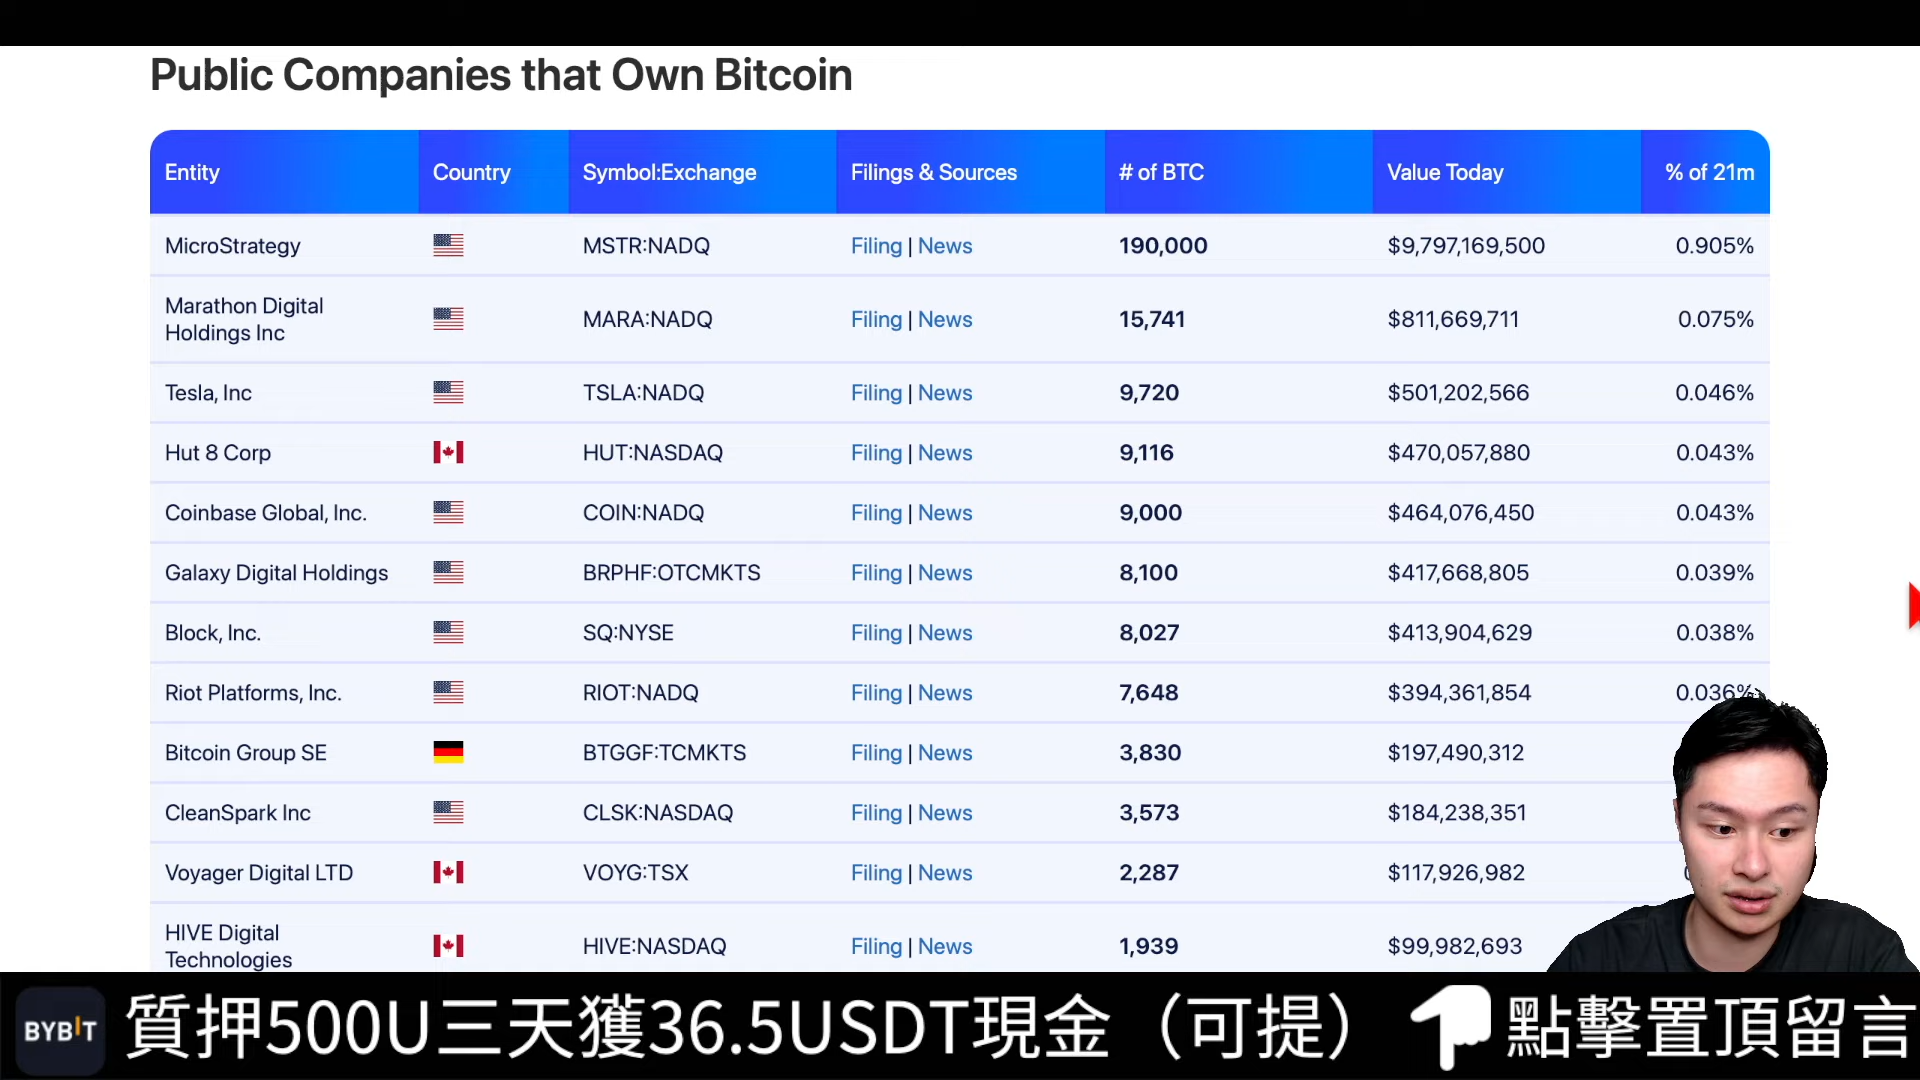 Public Companies that Own Bitcoin
Entity Country Symbol:Exchange Filings & Sources # of BTC Value Today % of 21m
MicroStrategy MSTR:NADQ Filing | News 190,000 $9,797,169,500 0.905%
Marathon Digital
Holdings Inc MARA:NADQ Filing | News 15,741 $811,669,711 0.075%
Tesla, Inc TSLA:NADQ Filing | News 9,720 $501,202,566 0.046%
Hut 8 Corp HUT:NASDAQ Filing | News 9,116 $470,057,880 0.043%
Coinbase Global, Inc. COIN:NADQ Filing | News 9,000 $464,076,450 0.043%
Galaxy Digital Holdings BRPHF:OTCMKTS Filing | News 8,100 $417,668,805 0.039%
Block, Inc. SQ:NYSE Filing | News 8,027 $413,904,629 0.038%
Riot Platforms, Inc. RIOT:NADQ Filing | News 7,648 $394,361,854 0.036%
Bitcoin Group SE BTGGF:TCMKTS Filing | News 3,830 $197,490,312
CleanSpark Inc CLSK:NASDAQ Filing | News 3,573 $184,238,351
Voyager Digital LTD VOYG:TSX Filing | News 2,287 $117,926,982
HIVE Digital
Technologies HIVE:NASDAQ Filing | News 1,939 $99,982,693
BYBIT 質押500U三天獲36.5USDT現金（可提） 點擊置頂留言